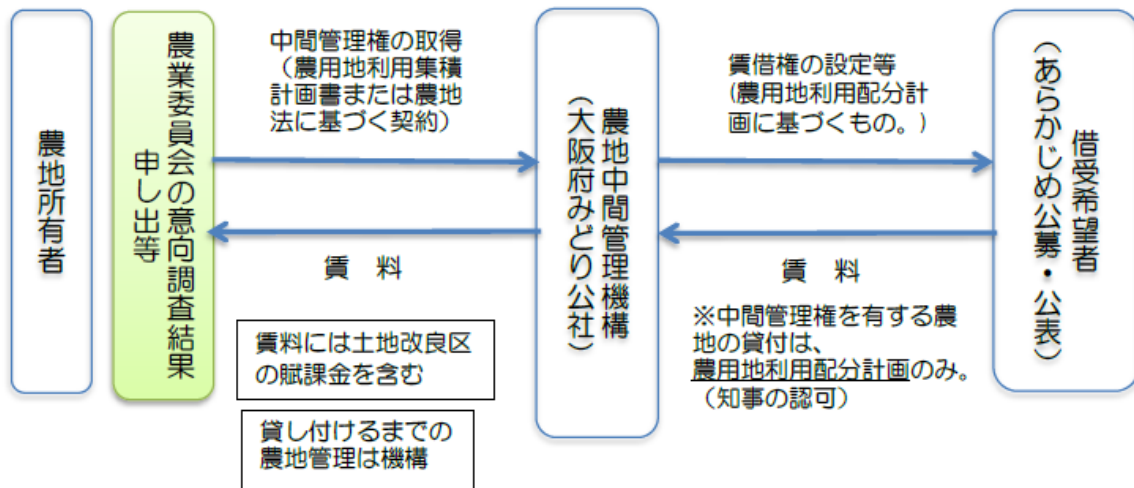 農地所有者
農業委員会の意向調査結果
申し出等
中間管理権の取得
（農用地利用集積
計画書または農地
法に基づく契約）
賃　料
賃料には土地改良区
の賦課金を含む
貸し付けるまでの
農地管理は機構
農地中間管理機構
（大阪府みどり公社）
賃借権の設定等
(農用地利用配分計
画に基づくもの。)
賃　料
※中間管理権を有する農
地の貸付は、
農用地利用配分計画のみ。
（知事の認可）
借受希望者
（あらかじめ公募・公表）